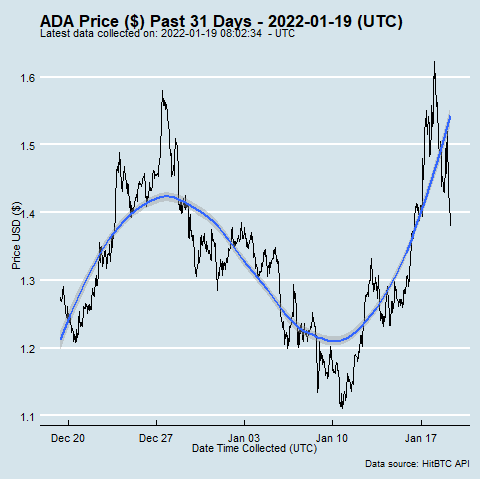 ADA Price ($) Past 31 Days - 2022-01-19 (UTC)
Latest data collected on: 2022-01-19 08:02:34 - UTC
1.6
1.5
1.4
1.3
1.2
1.1
Price USD ($)
Dec 20 Dec 27 Jan 03 Jan 10 Jan 17
Date Time Collected (UTC)
Data source: HitBTC API